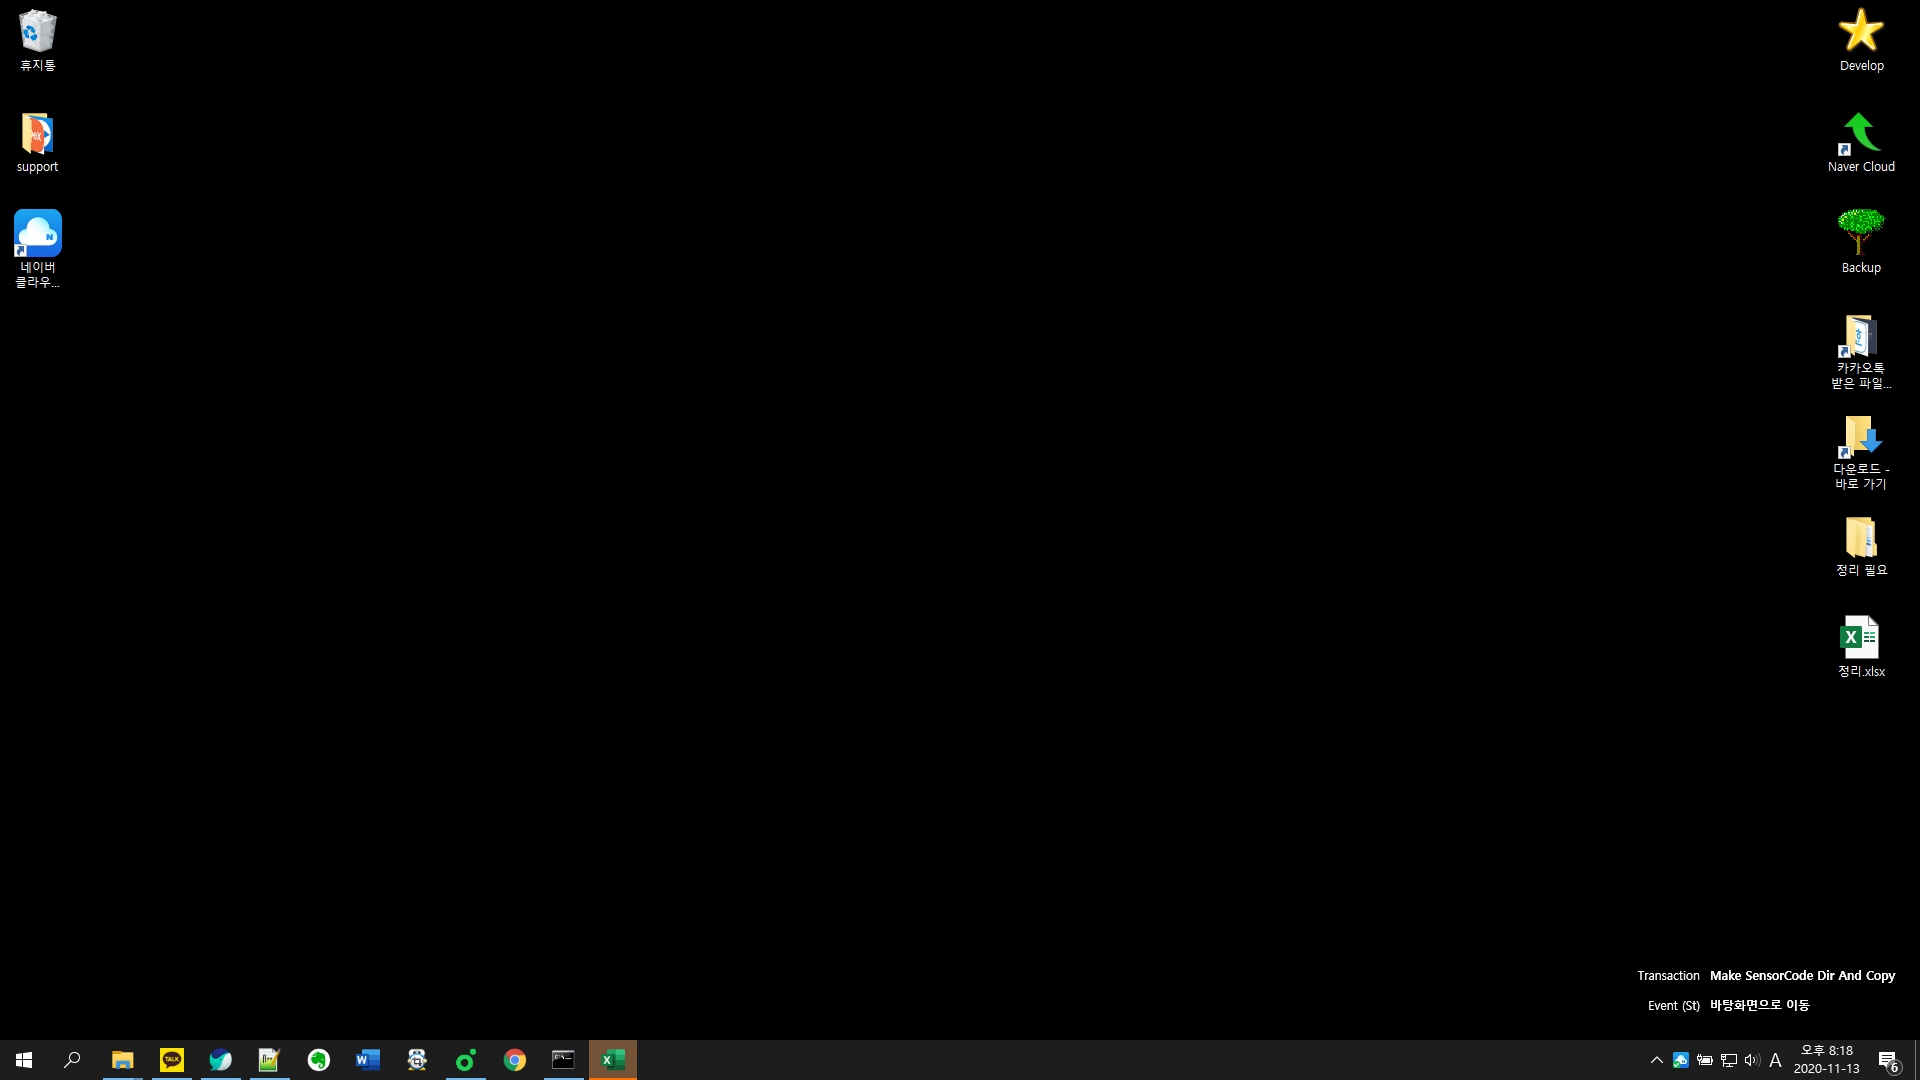 휴지통
support
네이버
클라우...
Develop
Naver Cloud
Backup
카카오톡
받은 파일...
다운로드 -
바로 가기
정리 필요
정리.xlsx
Transaction Make SensorCode Dir And Copy
Event (St) 바탕화면으로 이동
TALK
A
오후 8:18
2020-11-13
6